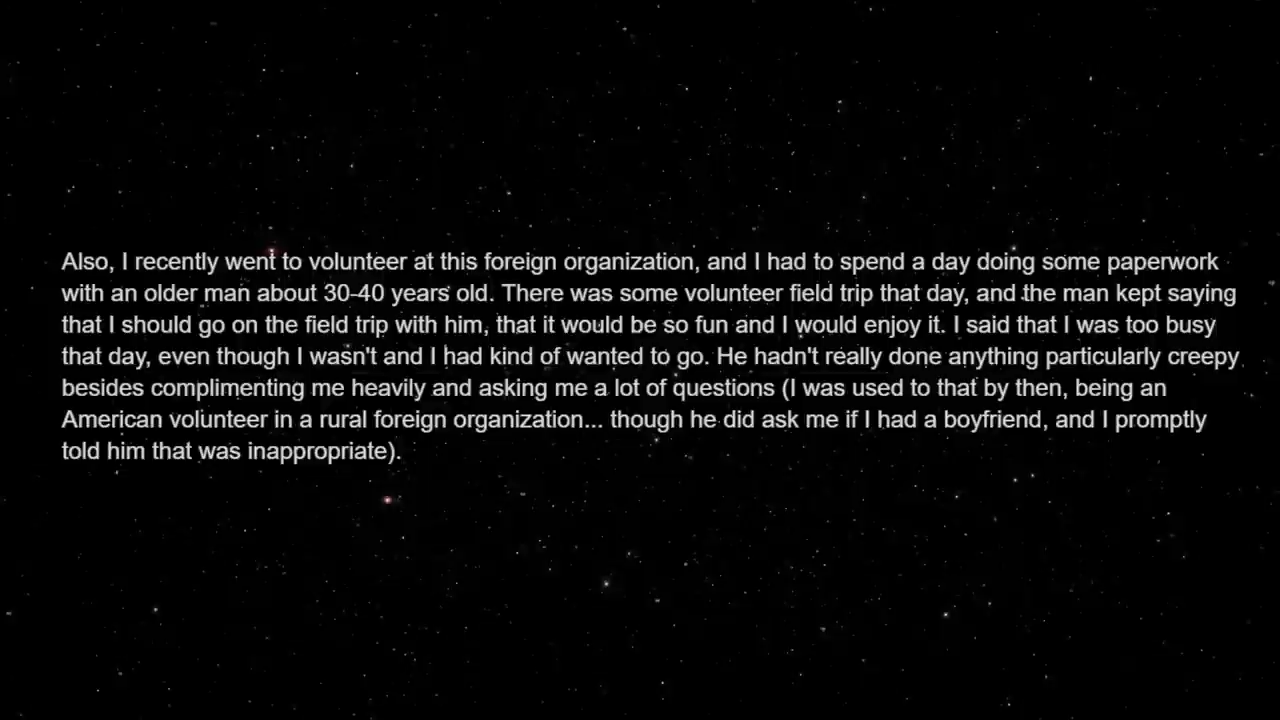 Also, I recently went to volunteer at this foreign organization, and I had to spend a day doing some paperwork
with an older man about 30-40 years old. There was some volunteer field trip that day, and the man kept saying
that I should go on the field trip with him, that it would be so fun and I would enjoy it. I said that I was too busy
that day, even though I wasn't and I had kind of wanted to go. He hadn't really done anything particularly creepy
besides complimenting me heavily and asking me a lot of questions (I was used to that by then, being an
American volunteer in a rural foreign organization... though he did ask me if I had a boyfriend, and I promptly
told him that was inappropriate).